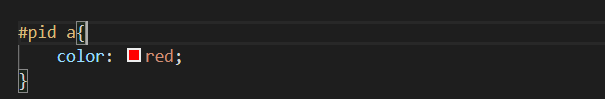 #pid a{
    color: red;
}